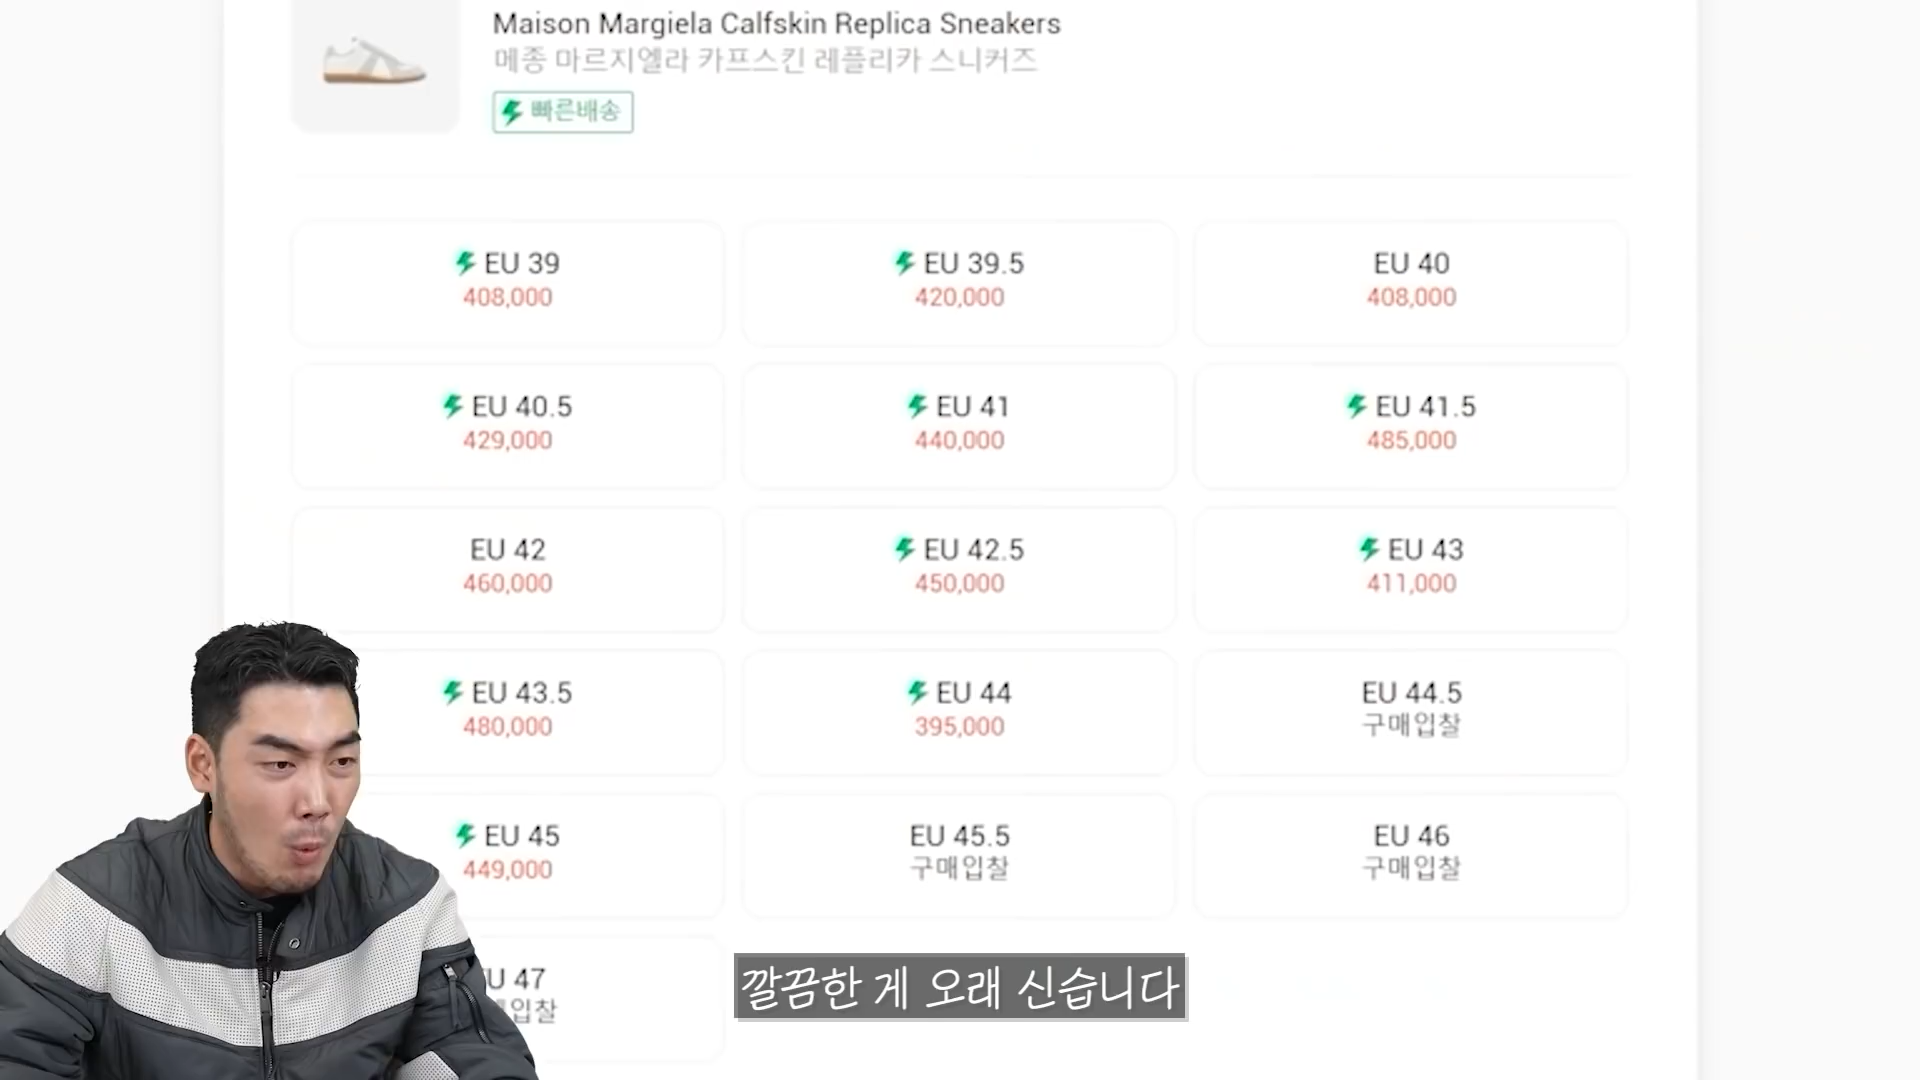 Maison Margiela Calfskin Replica Sneakers
메종 마르지엘라 카프스킨 레플리카 스니커즈
빠른배송
EU 39
408,000
EU 39.5
420,000
EU 40
408,000
EU 40.5
429,000
EU 41
440,000
EU 41.5
485,000
EU 42
460,000
EU 42.5
450,000
EU 43
411,000
EU 43.5
480,000
EU 44
395,000
EU 44.5
구매입찰
EU 45
449,000
EU 45.5
구매입찰
EU 46
구매입찰
47
입찰
깔끔한 게 오래 신습니다